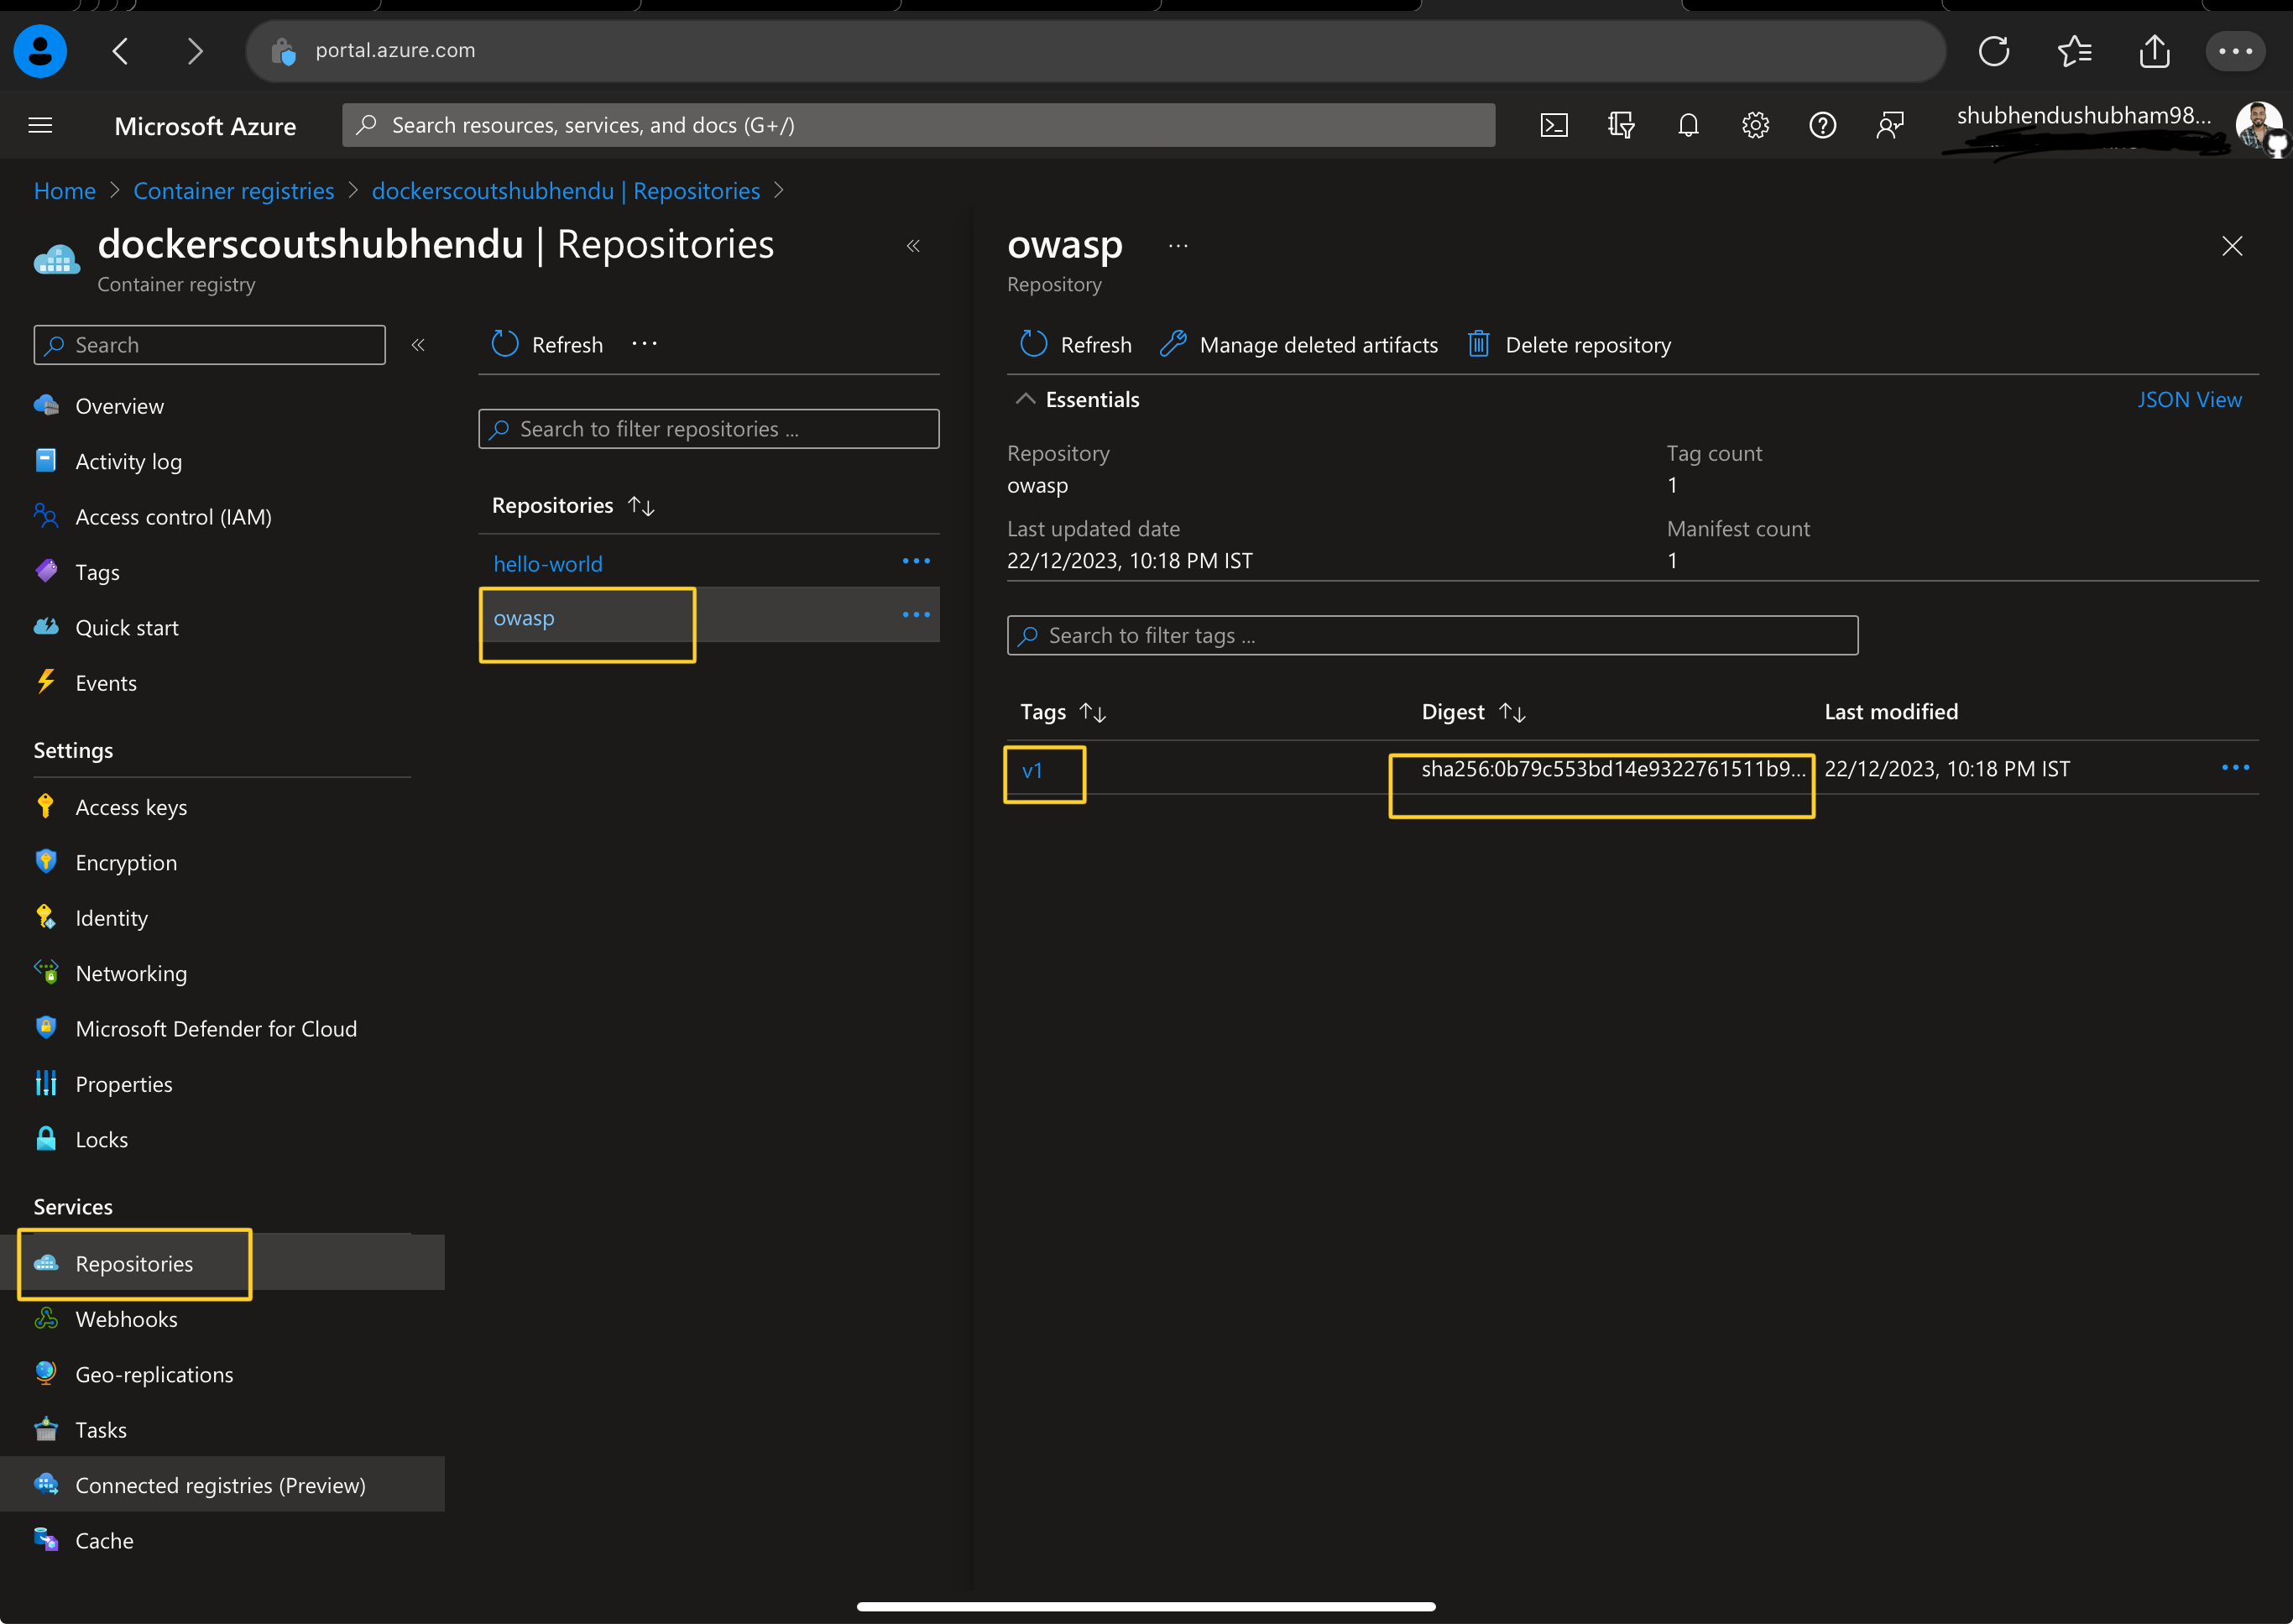 portal.azure.com
Microsoft Azure
Search resources, services, and docs (G+/)
shubhendushubham98...
Home > Container registries > dockerscoutshubhendu | Repositories >
dockerscoutshubhendu | Repositories
Container registry
Search
Overview
Activity log
Access control (IAM)
Tags
Quick start
Events
Settings
Access keys
Encryption
Identity
Networking
Microsoft Defender for Cloud
Properties
Locks
Services
Repositories
Webhooks
Geo-replications
Tasks
Connected registries (Preview)
Cache
Refresh
Search to filter repositories ...
Repositories
hello-world
owasp
owasp
Repository
Refresh
Manage deleted artifacts
Delete repository
Essentials
JSON View
Repository
owasp
Tag count
1
Last updated date
22/12/2023, 10:18 PM IST
Manifest count
1
Search to filter tags ...
Tags Digest Last modified
v1 sha256:0b79c553bd14e9322761511b9... 22/12/2023, 10:18 PM IST